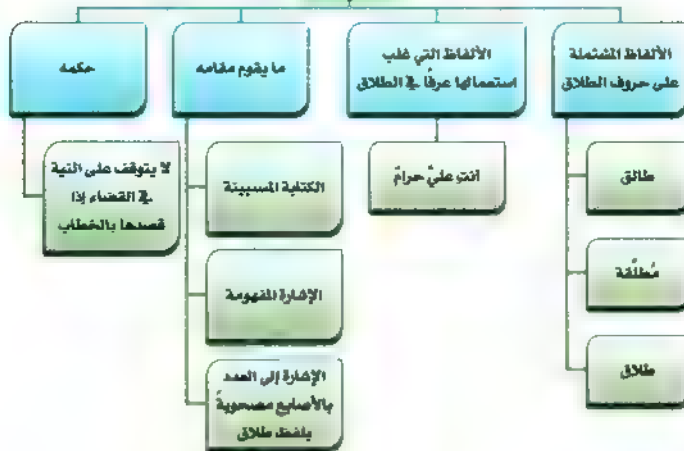 الألفاظ المشتملة
على حروف الطلاق
طالق
مُطلَّقة
طلاق
الألفاظ التي غلب
استعمالها عرفاً في الطلاق
أنتِ عليَّ حرامٌ
ما يقوم مقامه
الكتابة المستبينة
الإشارة المفهومة
الإشارة إلى العدد
بالأصابع مصحوبةً
بلفظ طلاق
حكمه
لا يتوقف على النية
في القضاء إذا
قصدها بالخطاب